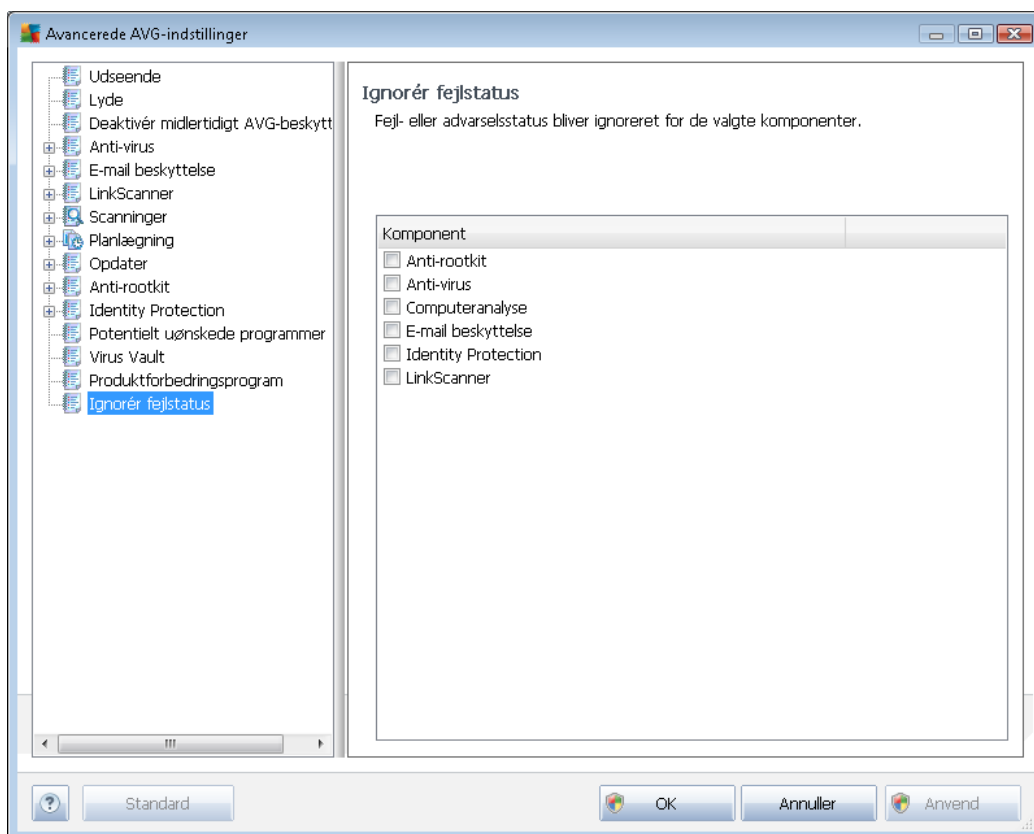 Avancerede AVG-indstillinger
Udseende
Lyde
Deaktivér midlertidigt AVG-beskytt
Anti-virus
E-mail beskyttelse
LinkScanner
Scanninger
Planlægning
Opdater
Anti-rootkit
Identity Protection
Potentielt uønskede programmer
Virus Vault
Produktforbedringsprogram
Ignorér fejlstatus
Ignorér fejlstatus
Fejl- eller advarselsstatus bliver ignoreret for de valgte komponenter.
Komponent
Anti-rootkit
Anti-virus
Computeranalyse
E-mail beskyttelse
Identity Protection
LinkScanner
? Standard OK Annuller Anvend